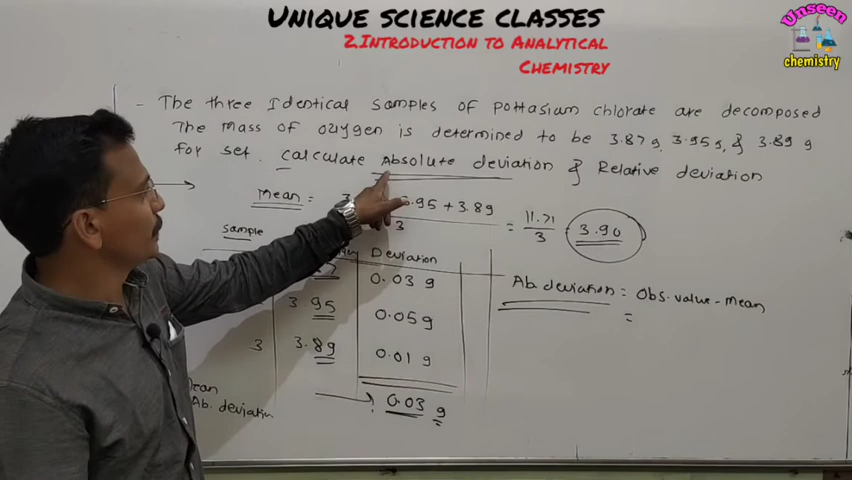 UNIQUE SCIENCE CLASSES
2.INTRODUCTION TO ANALYTICAL
CHEMISTRY
Unseen
chemistry
- The three Identical samples of pottasium chlorate are decomposed
The mass of oxygen is determined to be 3.87g, 3.95g, & 3.89 g
for set. Calculate Absolute deviation & Relative deviation
Mean = 3. .95 + 3.89 = 11.71 3.90
3 3
Sample
Deviation
0.03 g
Ab. deviation = Obs. value - mean
3.95 0.05g =
3 3.89 0.01 g
Mean
Ab. deviation 0.03 g